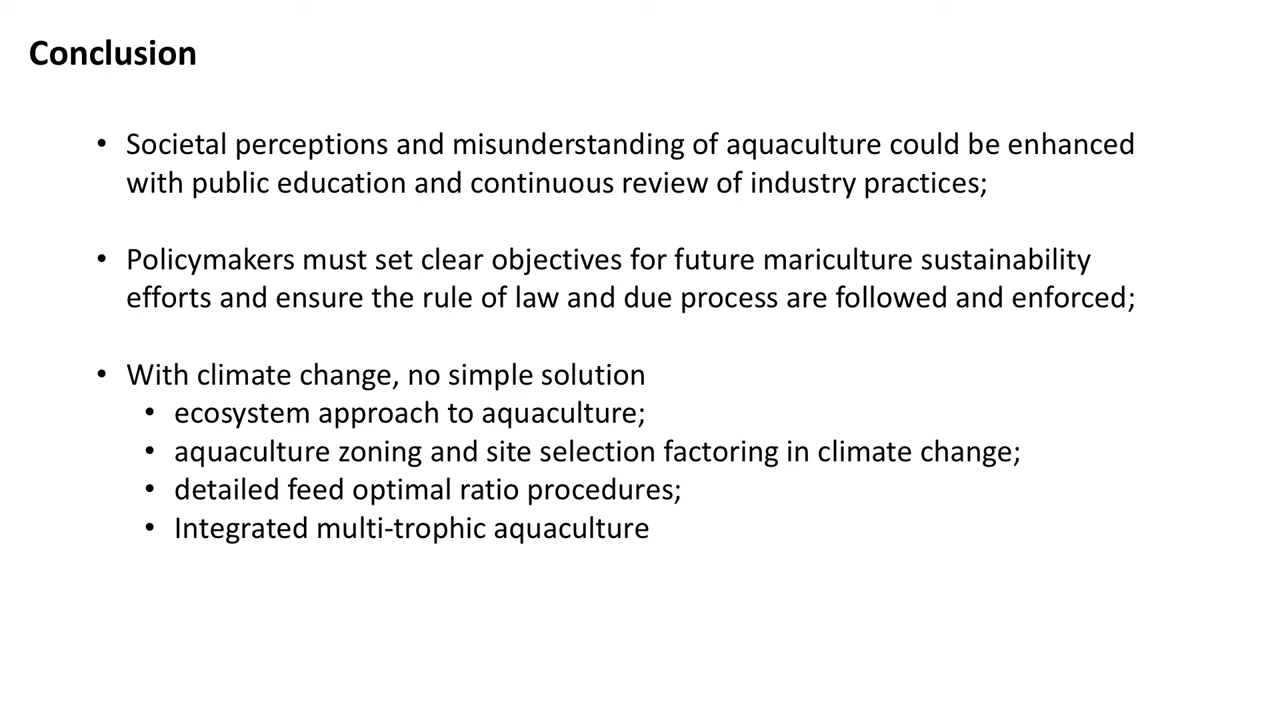 Conclusion
• Societal perceptions and misunderstanding of aquaculture could be enhanced
with public education and continuous review of industry practices;
• Policymakers must set clear objectives for future mariculture sustainability
efforts and ensure the rule of law and due process are followed and enforced;
• With climate change, no simple solution
• ecosystem approach to aquaculture;
• aquaculture zoning and site selection factoring in climate change;
• detailed feed optimal ratio procedures;
• Integrated multi-trophic aquaculture